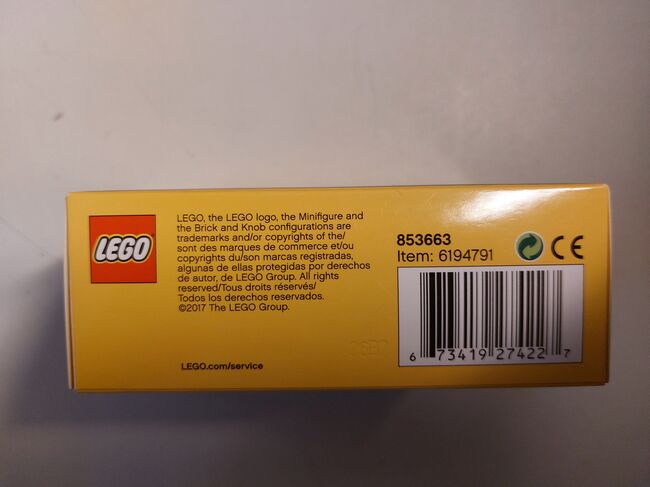 LEGO
LEGO, the LEGO logo, the Minifigure and
the Brick and Knob configurations are
trademarks and/or copyrights of the/
sont des marques de commerce et/ou
copyrights du/son marcas registradas,
algunas de ellas protegidas por derechos
de autor, de LEGO Group. All rights
reserved/Tous droits réservés/
Todos los derechos reservados.
©2017 The LEGO Group.
LEGO.com/service
853663
Item: 6194791
CE
6 73419 27422 7